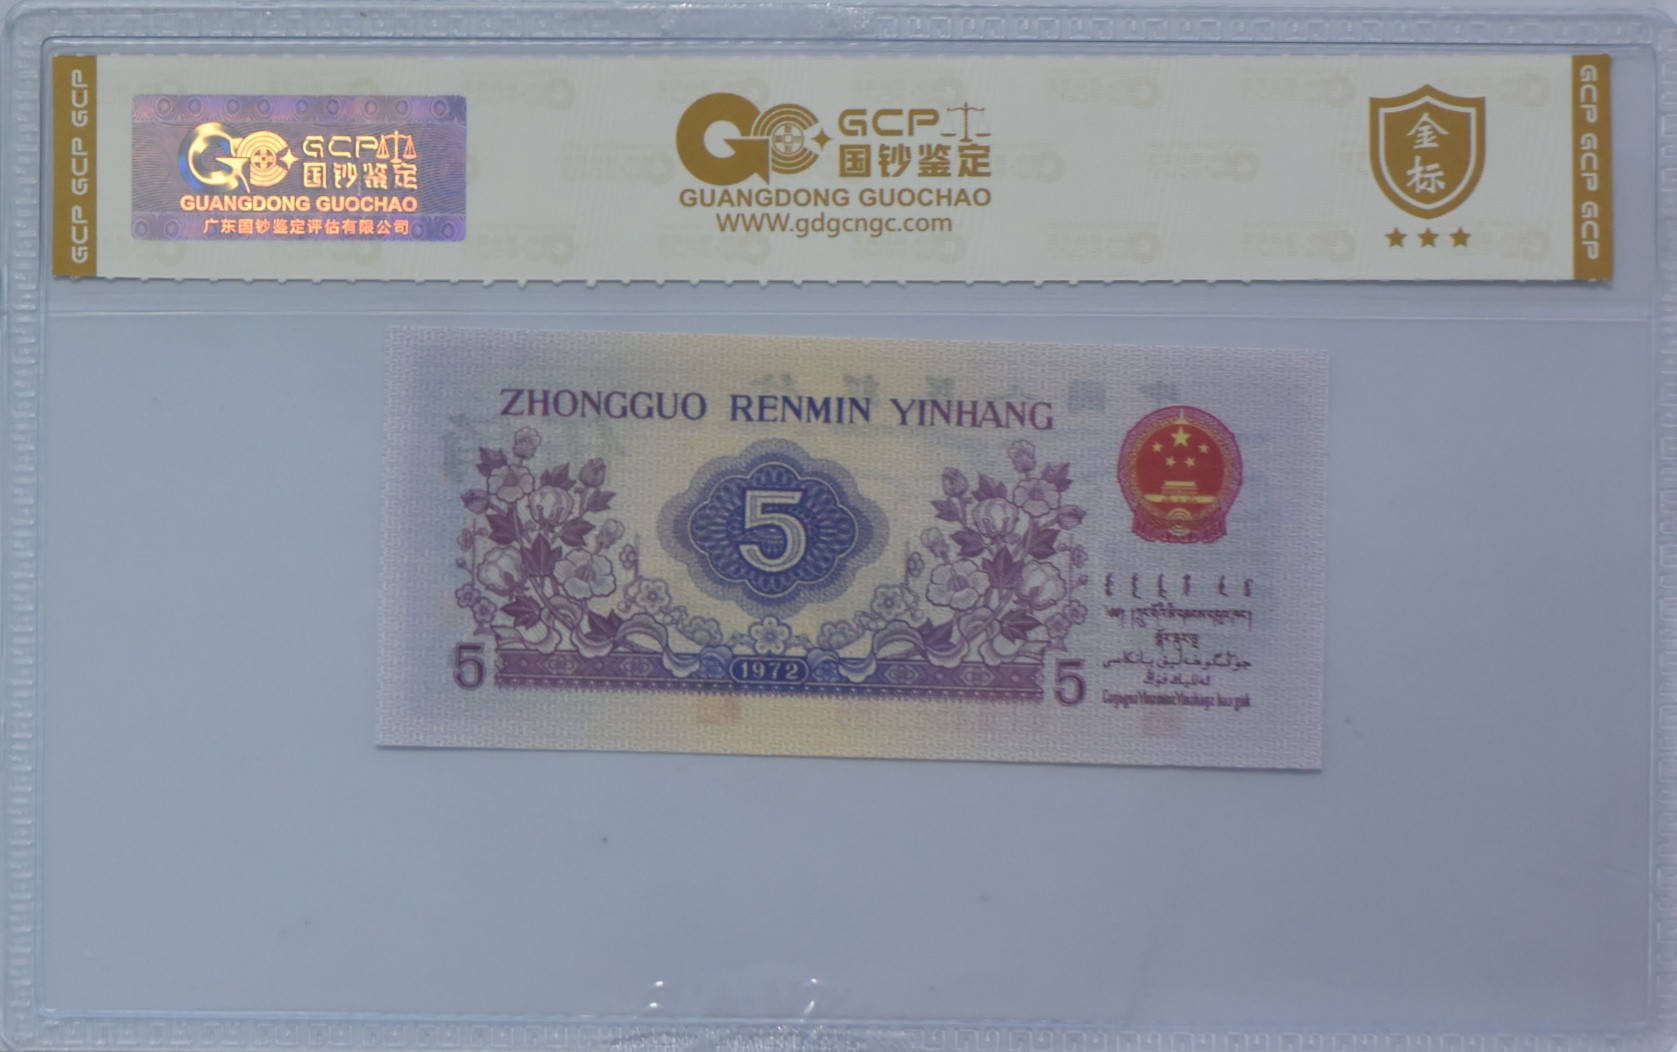 GCP GCP GCP
GCP
国钞鉴定
GUANGDONG GUOCHAO
广东国钞鉴定评估有限公司
GCP
国钞鉴定
GUANGDONG GUOCHAO
WWW.gdgcngc.com
金
标
GCP GCP GCP
ZHONGGUO RENMIN YINHANG
5
5
1972
5
جۇڭگوخەلىق بانكاسى